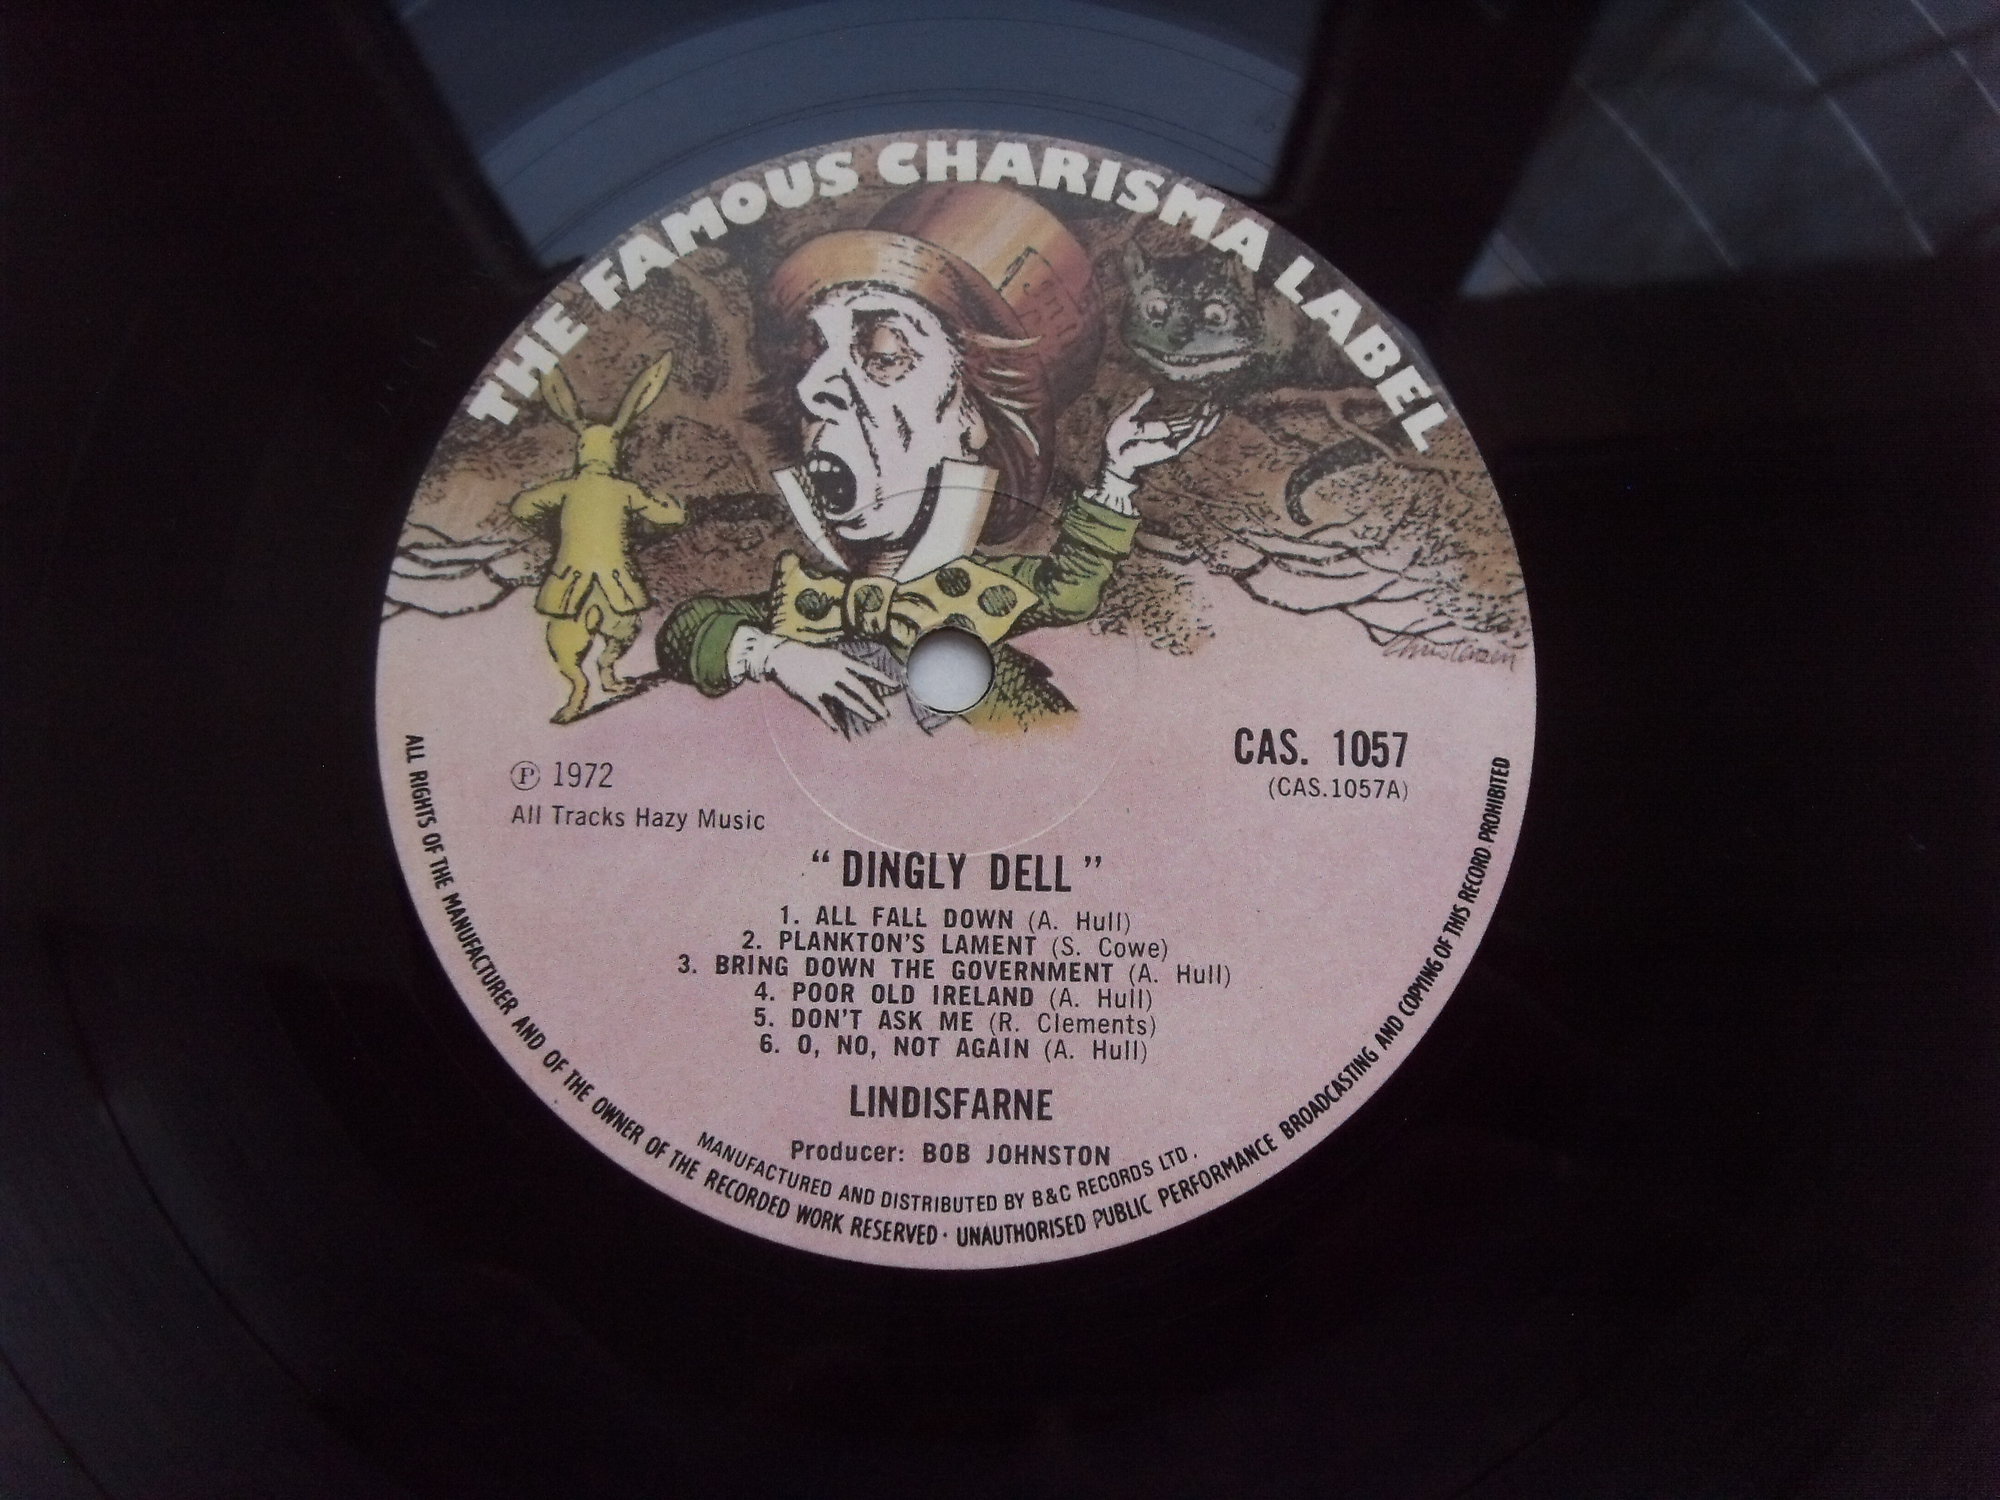 THE FAMOUS CHARISMA LABEL
Christensen
CAS. 1057
(CAS.1057A)
Ⓟ 1972
All Tracks Hazy Music
“DINGLY DELL”
1. ALL FALL DOWN (A. Hull)
2. PLANKTON'S LAMENT (S. Cowe)
3. BRING DOWN THE GOVERNMENT (A. Hull)
4. POOR OLD IRELAND (A. Hull)
5. DON'T ASK ME (R. Clements)
6. O, NO, NOT AGAIN (A. Hull)
LINDISFARNE
Producer: BOB JOHNSTON
MANUFACTURED AND DISTRIBUTED BY B&C RECORDS LTD.
ALL RIGHTS OF THE MANUFACTURER AND OF THE OWNER OF THE RECORDED WORK RESERVED · UNAUTHORISED PUBLIC PERFORMANCE BROADCASTING AND COPYING OF THIS RECORD PROHIBITED